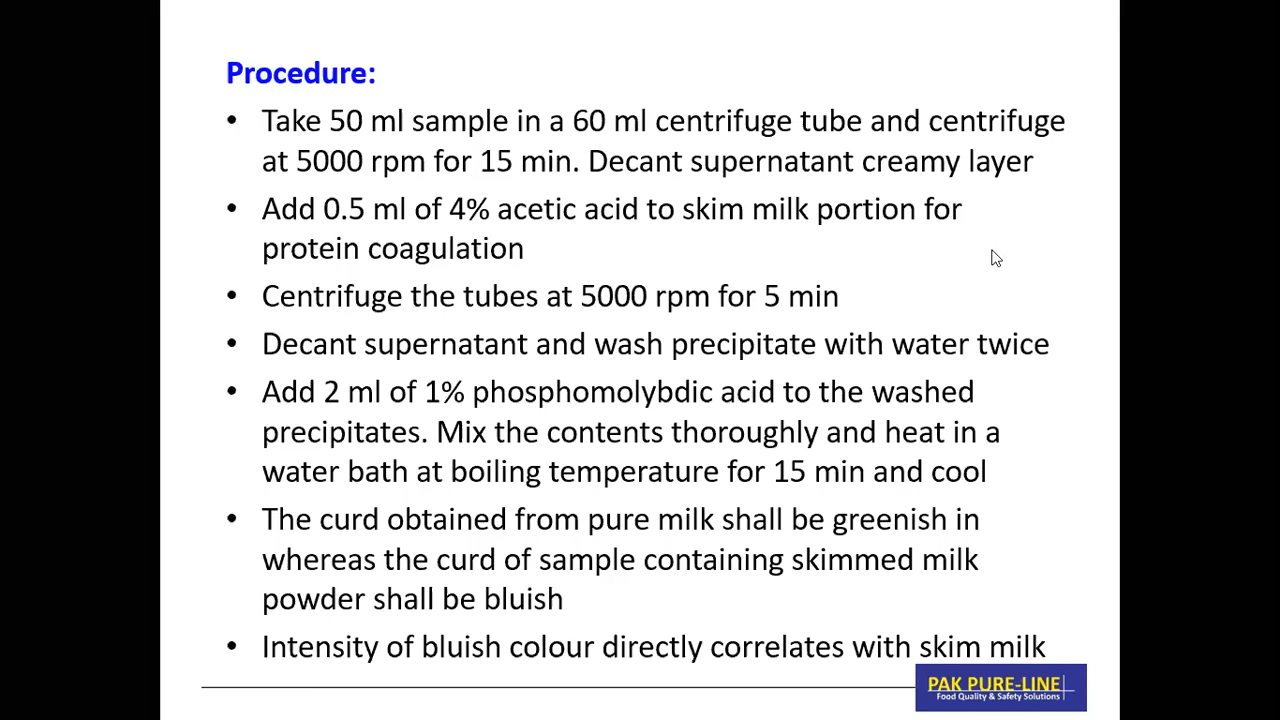 Procedure:
• Take 50 ml sample in a 60 ml centrifuge tube and centrifuge
at 5000 rpm for 15 min. Decant supernatant creamy layer
• Add 0.5 ml of 4% acetic acid to skim milk portion for
protein coagulation
• Centrifuge the tubes at 5000 rpm for 5 min
• Decant supernatant and wash precipitate with water twice
• Add 2 ml of 1% phosphomolybdic acid to the washed
precipitates. Mix the contents thoroughly and heat in a
water bath at boiling temperature for 15 min and cool
• The curd obtained from pure milk shall be greenish in
whereas the curd of sample containing skimmed milk
powder shall be bluish
• Intensity of bluish colour directly correlates with skim milk
PAK PURE-LINE
Food Quality & Safety Solutions